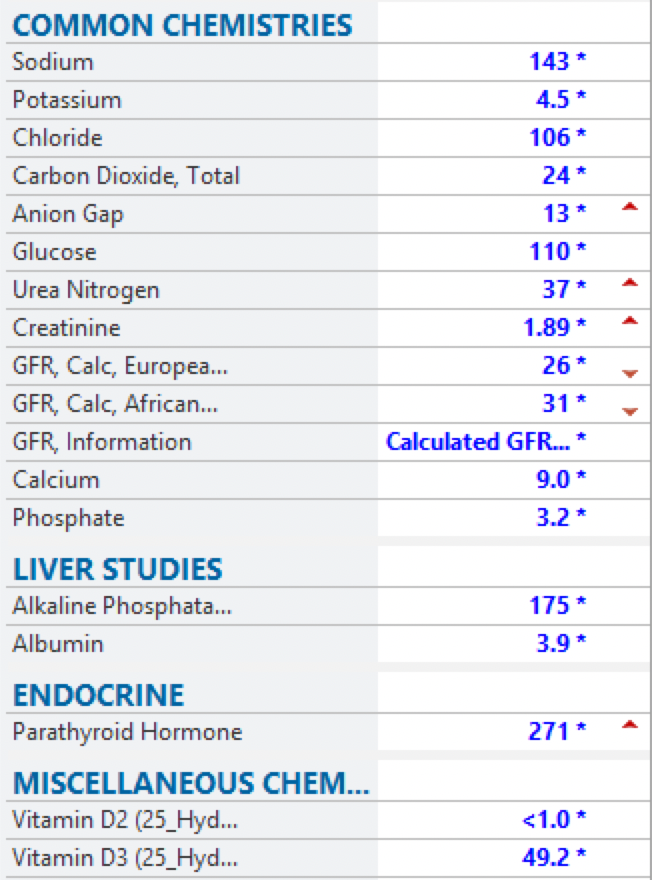 COMMON CHEMISTRIES
Sodium 143 *
Potassium 4.5 *
Chloride 106 *
Carbon Dioxide, Total 24 *
Anion Gap 13 *
Glucose 110 *
Urea Nitrogen 37 *
Creatinine 1.89 *
GFR, Calc, Europea... 26 *
GFR, Calc, African... 31 *
GFR, Information Calculated GFR... *
Calcium 9.0 *
Phosphate 3.2 *
LIVER STUDIES
Alkaline Phosphata... 175 *
Albumin 3.9 *
ENDOCRINE
Parathyroid Hormone 271 *
MISCELLANEOUS CHEM...
Vitamin D2 (25_Hyd... <1.0 *
Vitamin D3 (25_Hyd... 49.2 *